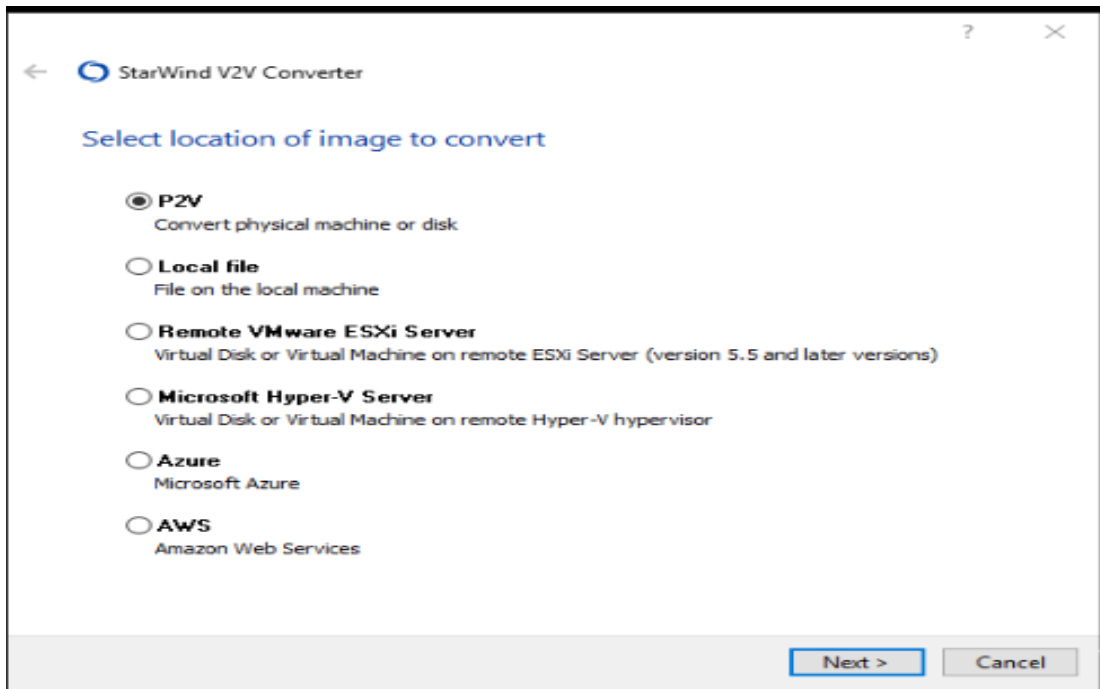 StarWind V2V Converter
Select location of image to convert
P2V
Convert physical machine or disk
Local file
File on the local machine
Remote VMware ESXi Server
Virtual Disk or Virtual Machine on remote ESXi Server (version 5.5 and later versions)
Microsoft Hyper-V Server
Virtual Disk or Virtual Machine on remote Hyper-V hypervisor
Azure
Microsoft Azure
AWS
Amazon Web Services
Next > Cancel